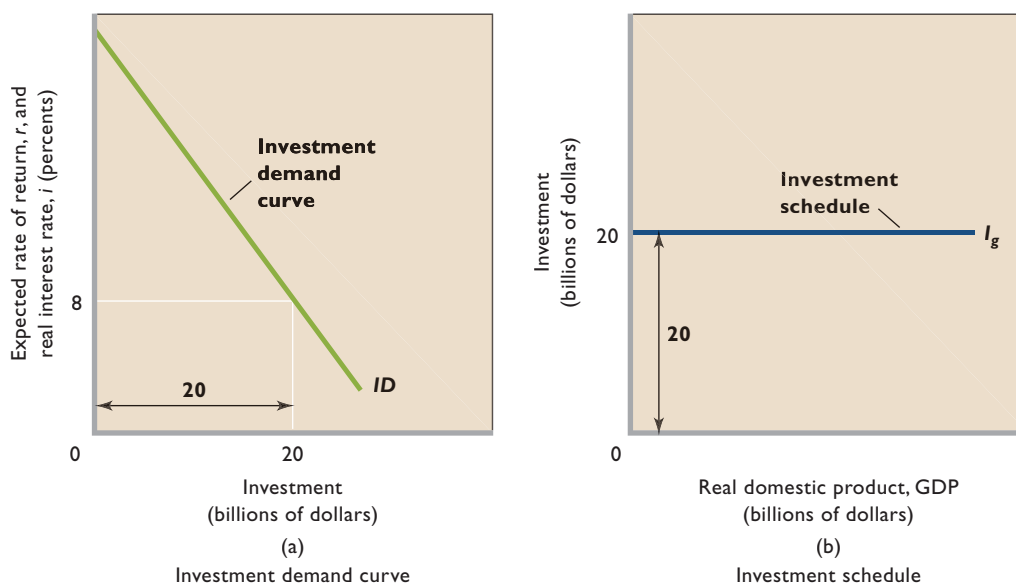 Expected rate of return, r, and
real interest rate, i (percents)
Investment
demand
curve
8
20
ID
0
20
Investment
(billions of dollars)
(a)
Investment demand curve
Investment
(billions of dollars)
Investment
schedule
20
Ig
20
0
Real domestic product, GDP
(billions of dollars)
(b)
Investment schedule